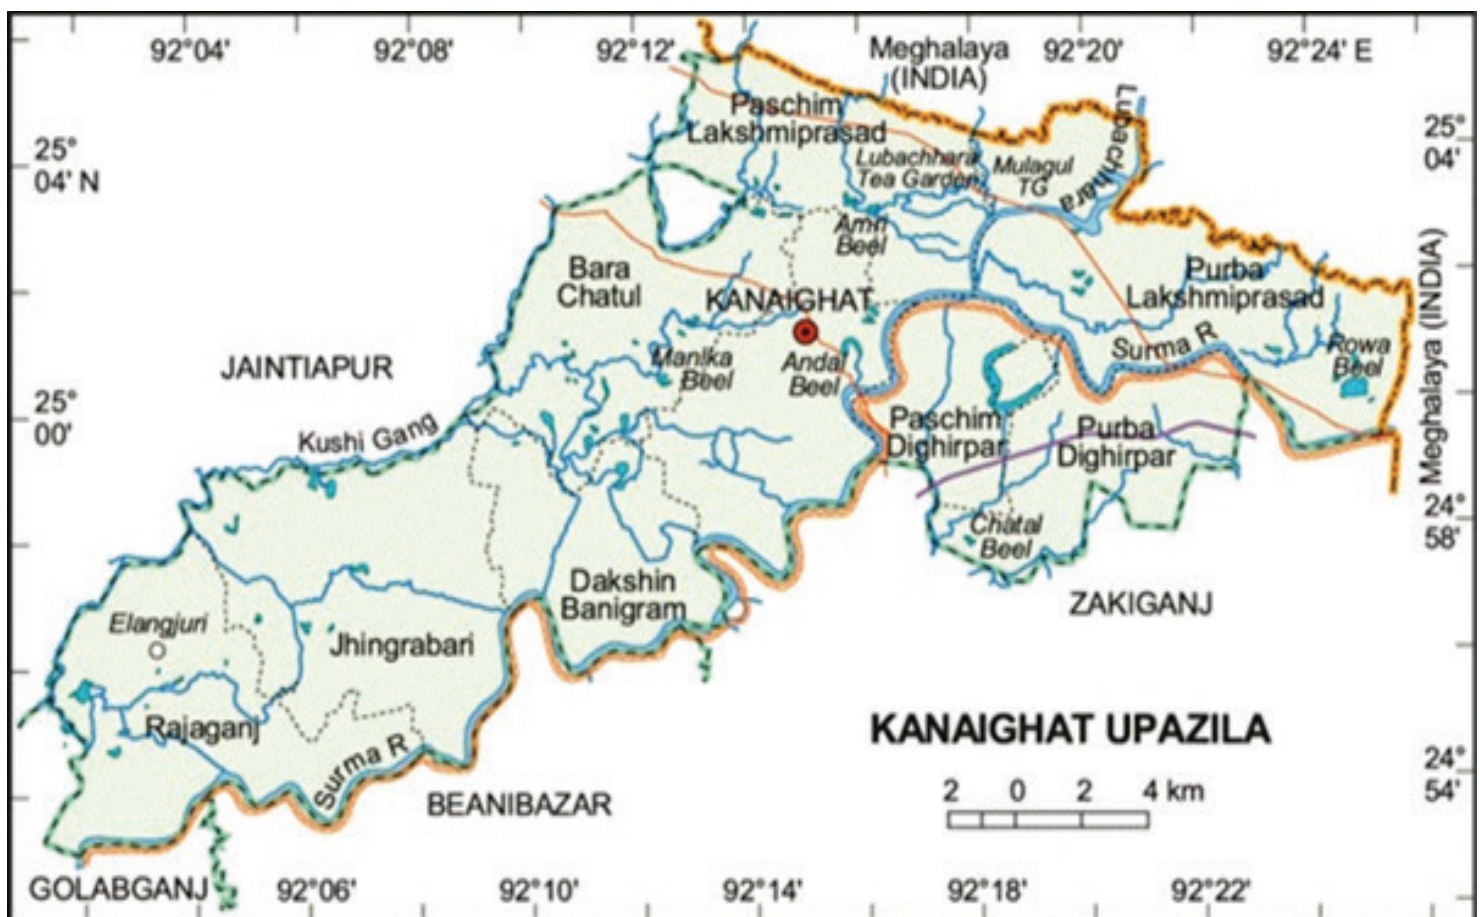 92°04'
92°08'
92°12'
Meghalaya
(INDIA)
92°20'
92°24' E
25°
04' N
25°
04'
Paschim
Lakshmiprasad
Lubachhara
Tea Garden
Mulagul
TG
Lubachhara
Amri
Beel
Bara
Chatul
KANAIGHAT
Purba
Lakshmiprasad
Meghalaya (INDIA)
Surma R
Rowa
Beel
Manika
Beel
Andal
Beel
JAINTIAPUR
25°
00'
Kushi Gang
Paschim
Dighirpar
Purba
Dighirpar
24°
58'
Chatal
Beel
Dakshin
Banigram
ZAKIGANJ
Elangjuri
Jhingrabari
Rajaganj
KANAIGHAT UPAZILA
Surma R
24°
54'
BEANIBAZAR
2 0 2 4 km
GOLABGANJ
92°06'
92°10'
92°14'
92°18'
92°22'